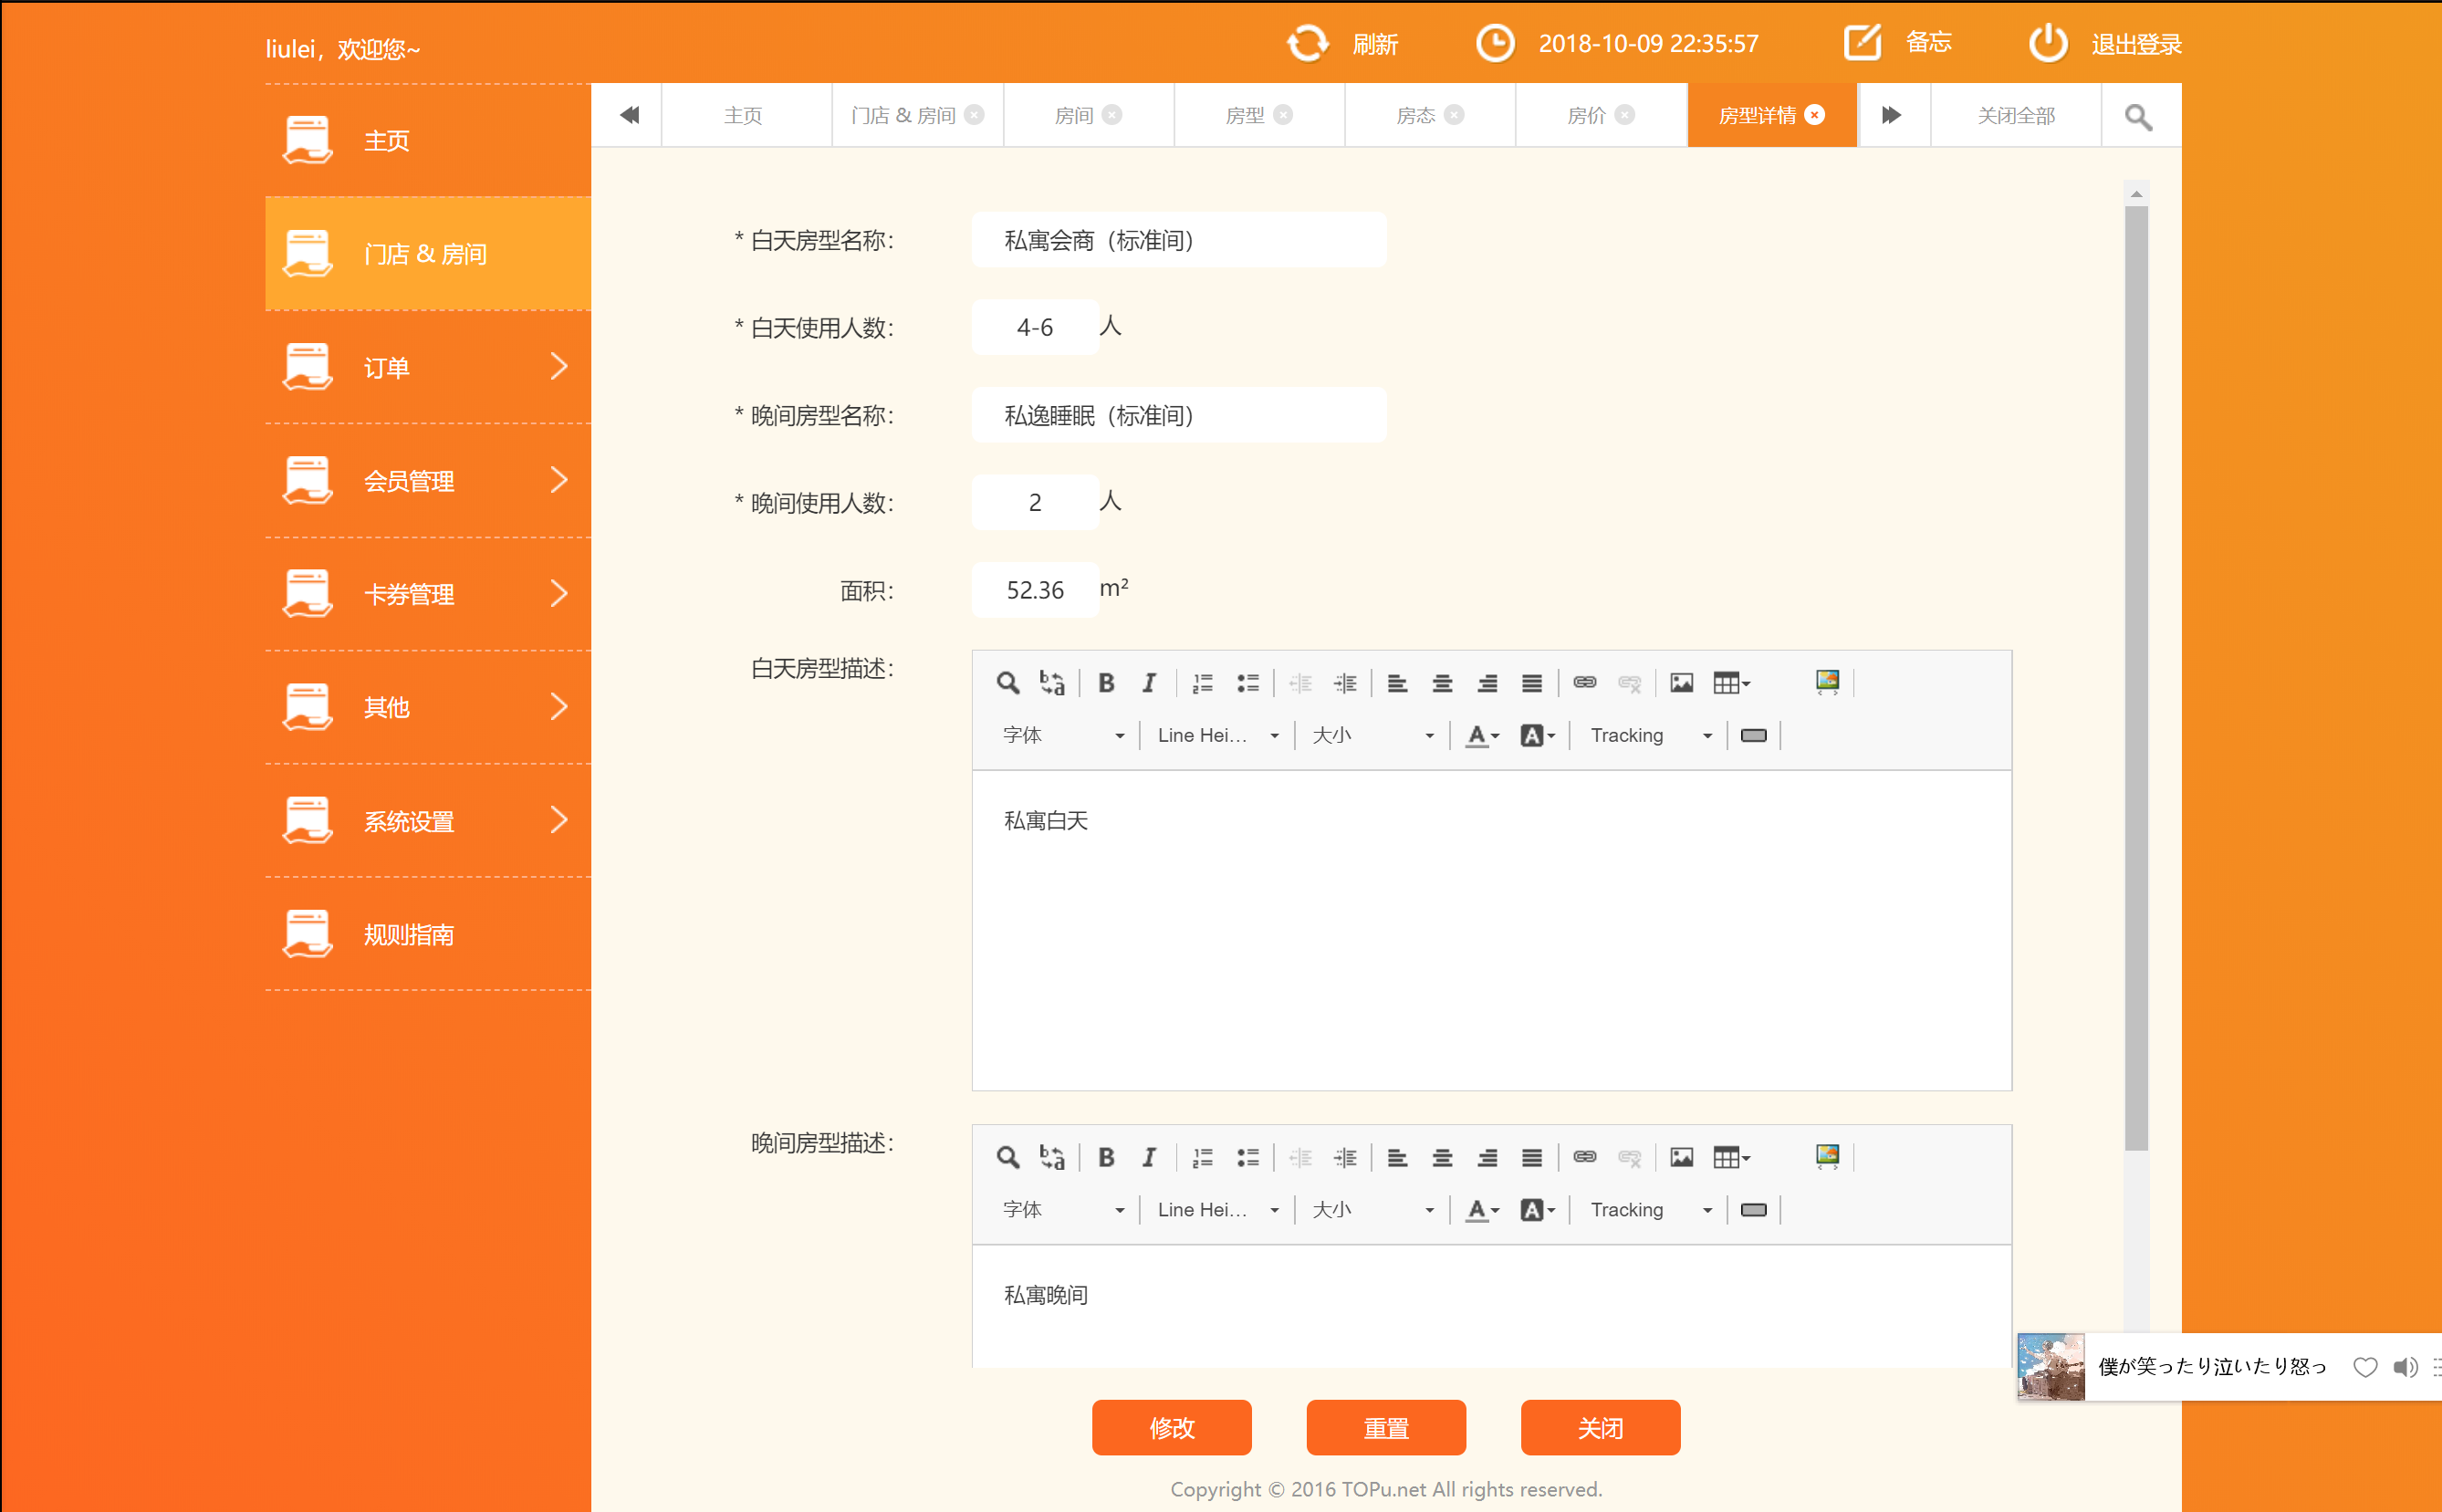 liulei，欢迎您~
刷新
2018-10-09 22:35:57
备忘
退出登录
主页
门店 & 房间
订单
会员管理
卡券管理
其他
系统设置
规则指南
主页
门店 & 房间
房间
房型
房态
房价
房型详情
关闭全部
* 白天房型名称：
私寓会商（标准间）
* 白天使用人数：
4-6
人
* 晚间房型名称：
私逸睡眠（标准间）
* 晚间使用人数：
2
人
面积：
52.36
m²
白天房型描述：
字体
Line Hei...
大小
Tracking
私寓白天
晚间房型描述：
字体
Line Hei...
大小
Tracking
私寓晚间
僕が笑ったり泣いたり怒っ
修改
重置
关闭
Copyright © 2016 TOPu.net All rights reserved.